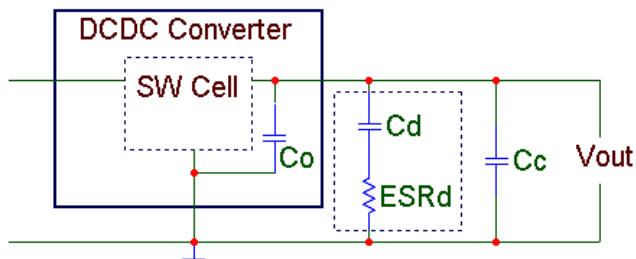 DCDC Converter
SW Cell
Co
Cd
ESRd
Cc
Vout